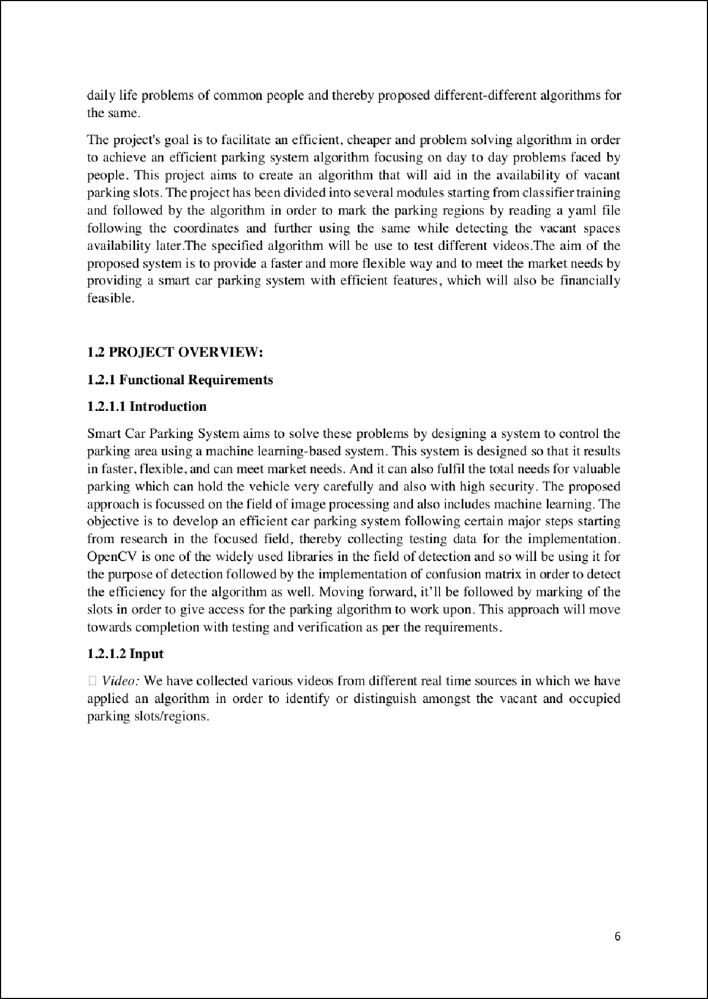 daily life problems of common people and thereby proposed different-different algorithms for
the same.
The project's goal is to facilitate an efficient, cheaper and problem solving algorithm in order
to achieve an efficient parking system algorithm focusing on day to day problems faced by
people. This project aims to create an algorithm that will aid in the availability of vacant
parking slots. The project has been divided into several modules starting from classifier training
and followed by the algorithm in order to mark the parking regions by reading a yaml file
following the coordinates and further using the same while detecting the vacant spaces
availability later.The specified algorithm will be use to test different videos.The aim of the
proposed system is to provide a faster and more flexible way and to meet the market needs by
providing a smart car parking system with efficient features, which will also be financially
feasible.
1.2 PROJECT OVERVIEW:
1.2.1 Functional Requirements
1.2.1.1 Introduction
Smart Car Parking System aims to solve these problems by designing a system to control the
parking area using a machine learning-based system. This system is designed so that it results
in faster, flexible, and can meet market needs. And it can also fulfil the total needs for valuable
parking which can hold the vehicle very carefully and also with high security. The proposed
approach is focussed on the field of image processing and also includes machine learning. The
objective is to develop an efficient car parking system following certain major steps starting
from research in the focused field, thereby collecting testing data for the implementation.
OpenCV is one of the widely used libraries in the field of detection and so will be using it for
the purpose of detection followed by the implementation of confusion matrix in order to detect
the efficiency for the algorithm as well. Moving forward, it’ll be followed by marking of the
slots in order to give access for the parking algorithm to work upon. This approach will move
towards completion with testing and verification as per the requirements.
1.2.1.2 Input
Video: We have collected various videos from different real time sources in which we have
applied an algorithm in order to identify or distinguish amongst the vacant and occupied
parking slots/regions.
6